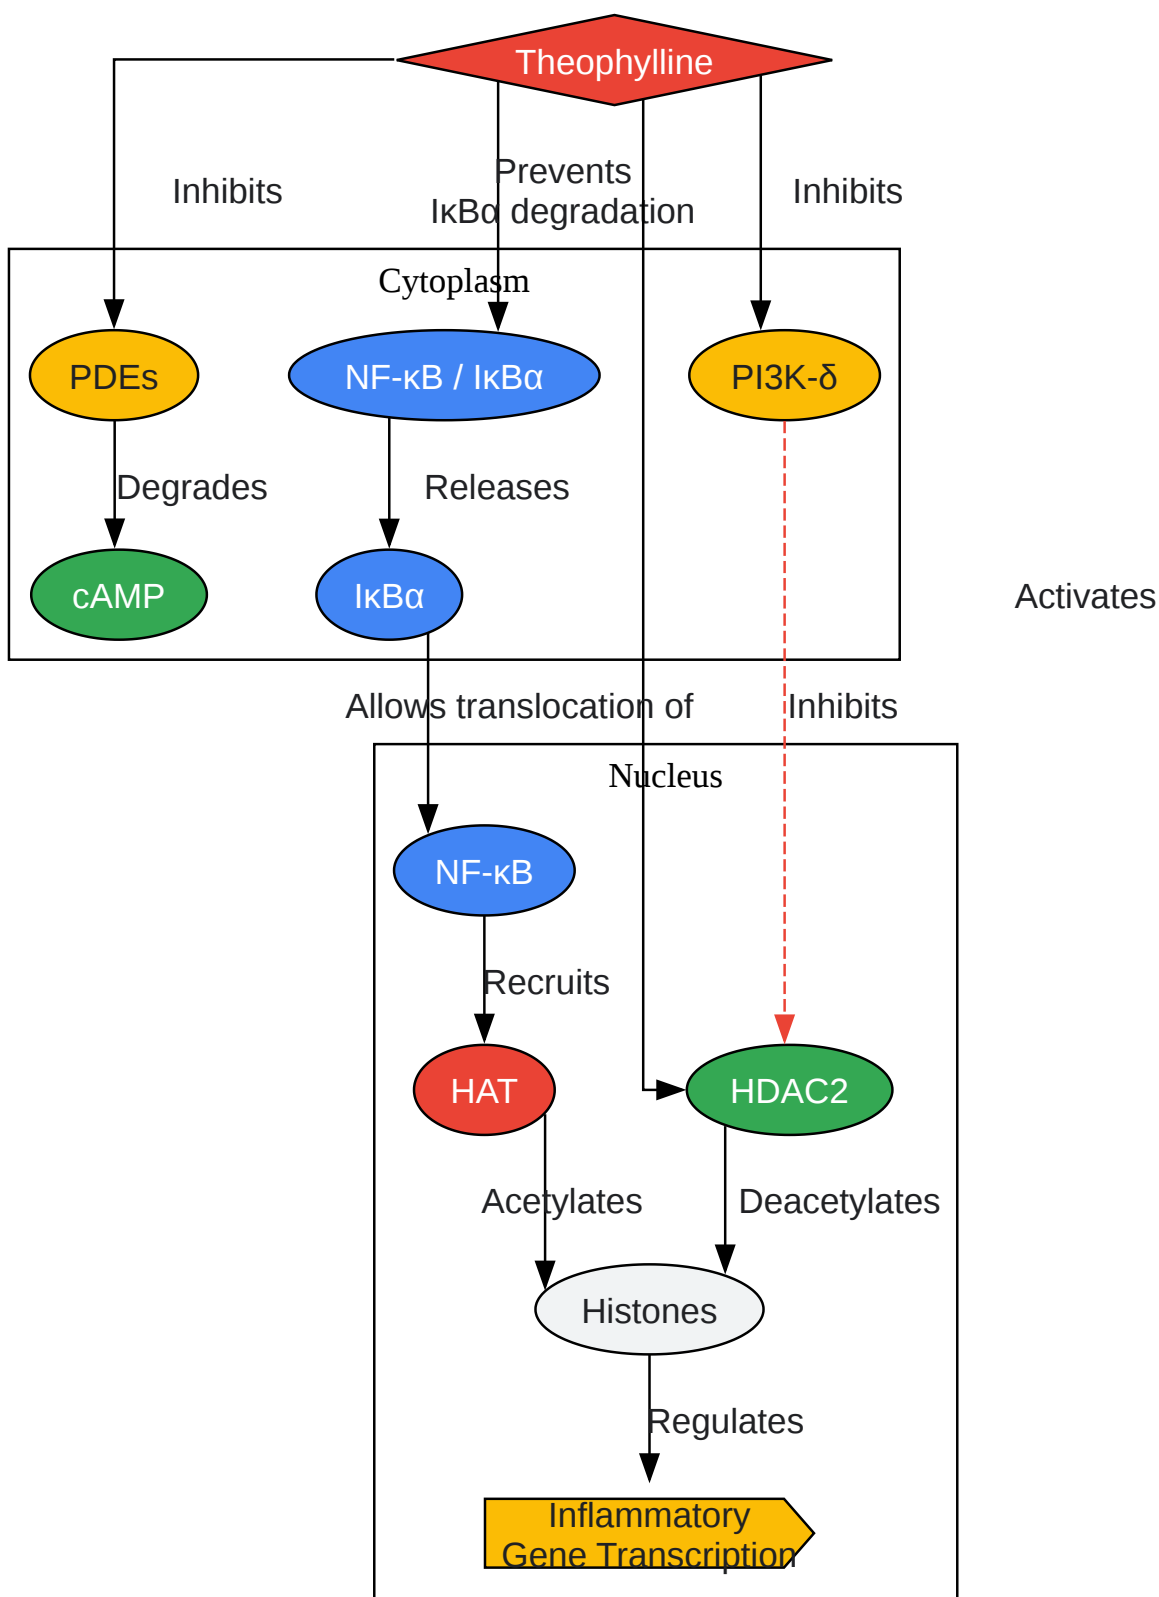 Theophylline
Inhibits
Prevents
IκBα degradation
Inhibits
Cytoplasm
PDEs
NF-κB / IκBα
PI3K-δ
Degrades
Releases
cAMP
IκBα
Activates
Allows translocation of
Inhibits
Nucleus
NF-κB
Recruits
HAT
HDAC2
Acetylates
Deacetylates
Histones
Regulates
Inflammatory
Gene Transcription